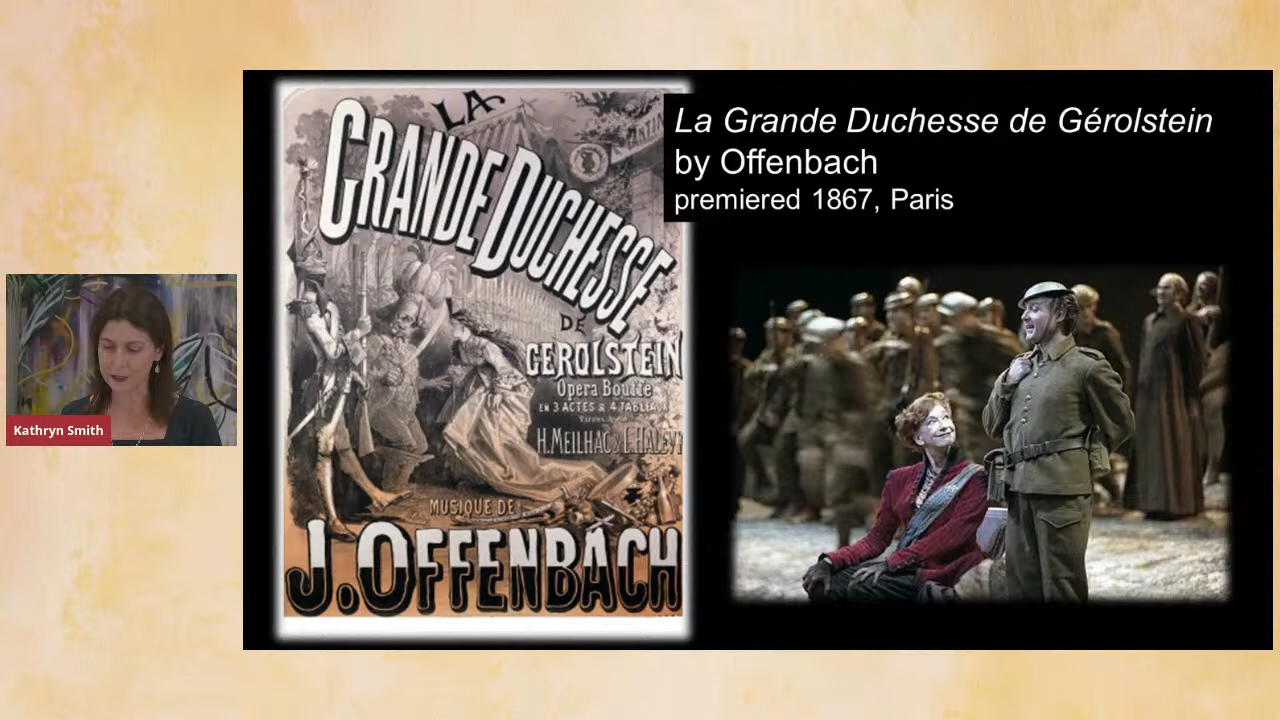 Kathryn Smith
LA
GRANDE DUCHESSE
DE
GEROLSTEIN
Opera Bouffe
EN 3 ACTES & 4 TABLEAUX
H. MEILHAC & L. HALEVY
MUSIQUE DE
J. OFFENBACH
La Grande Duchesse de Gérolstein
by Offenbach
premiered 1867, Paris